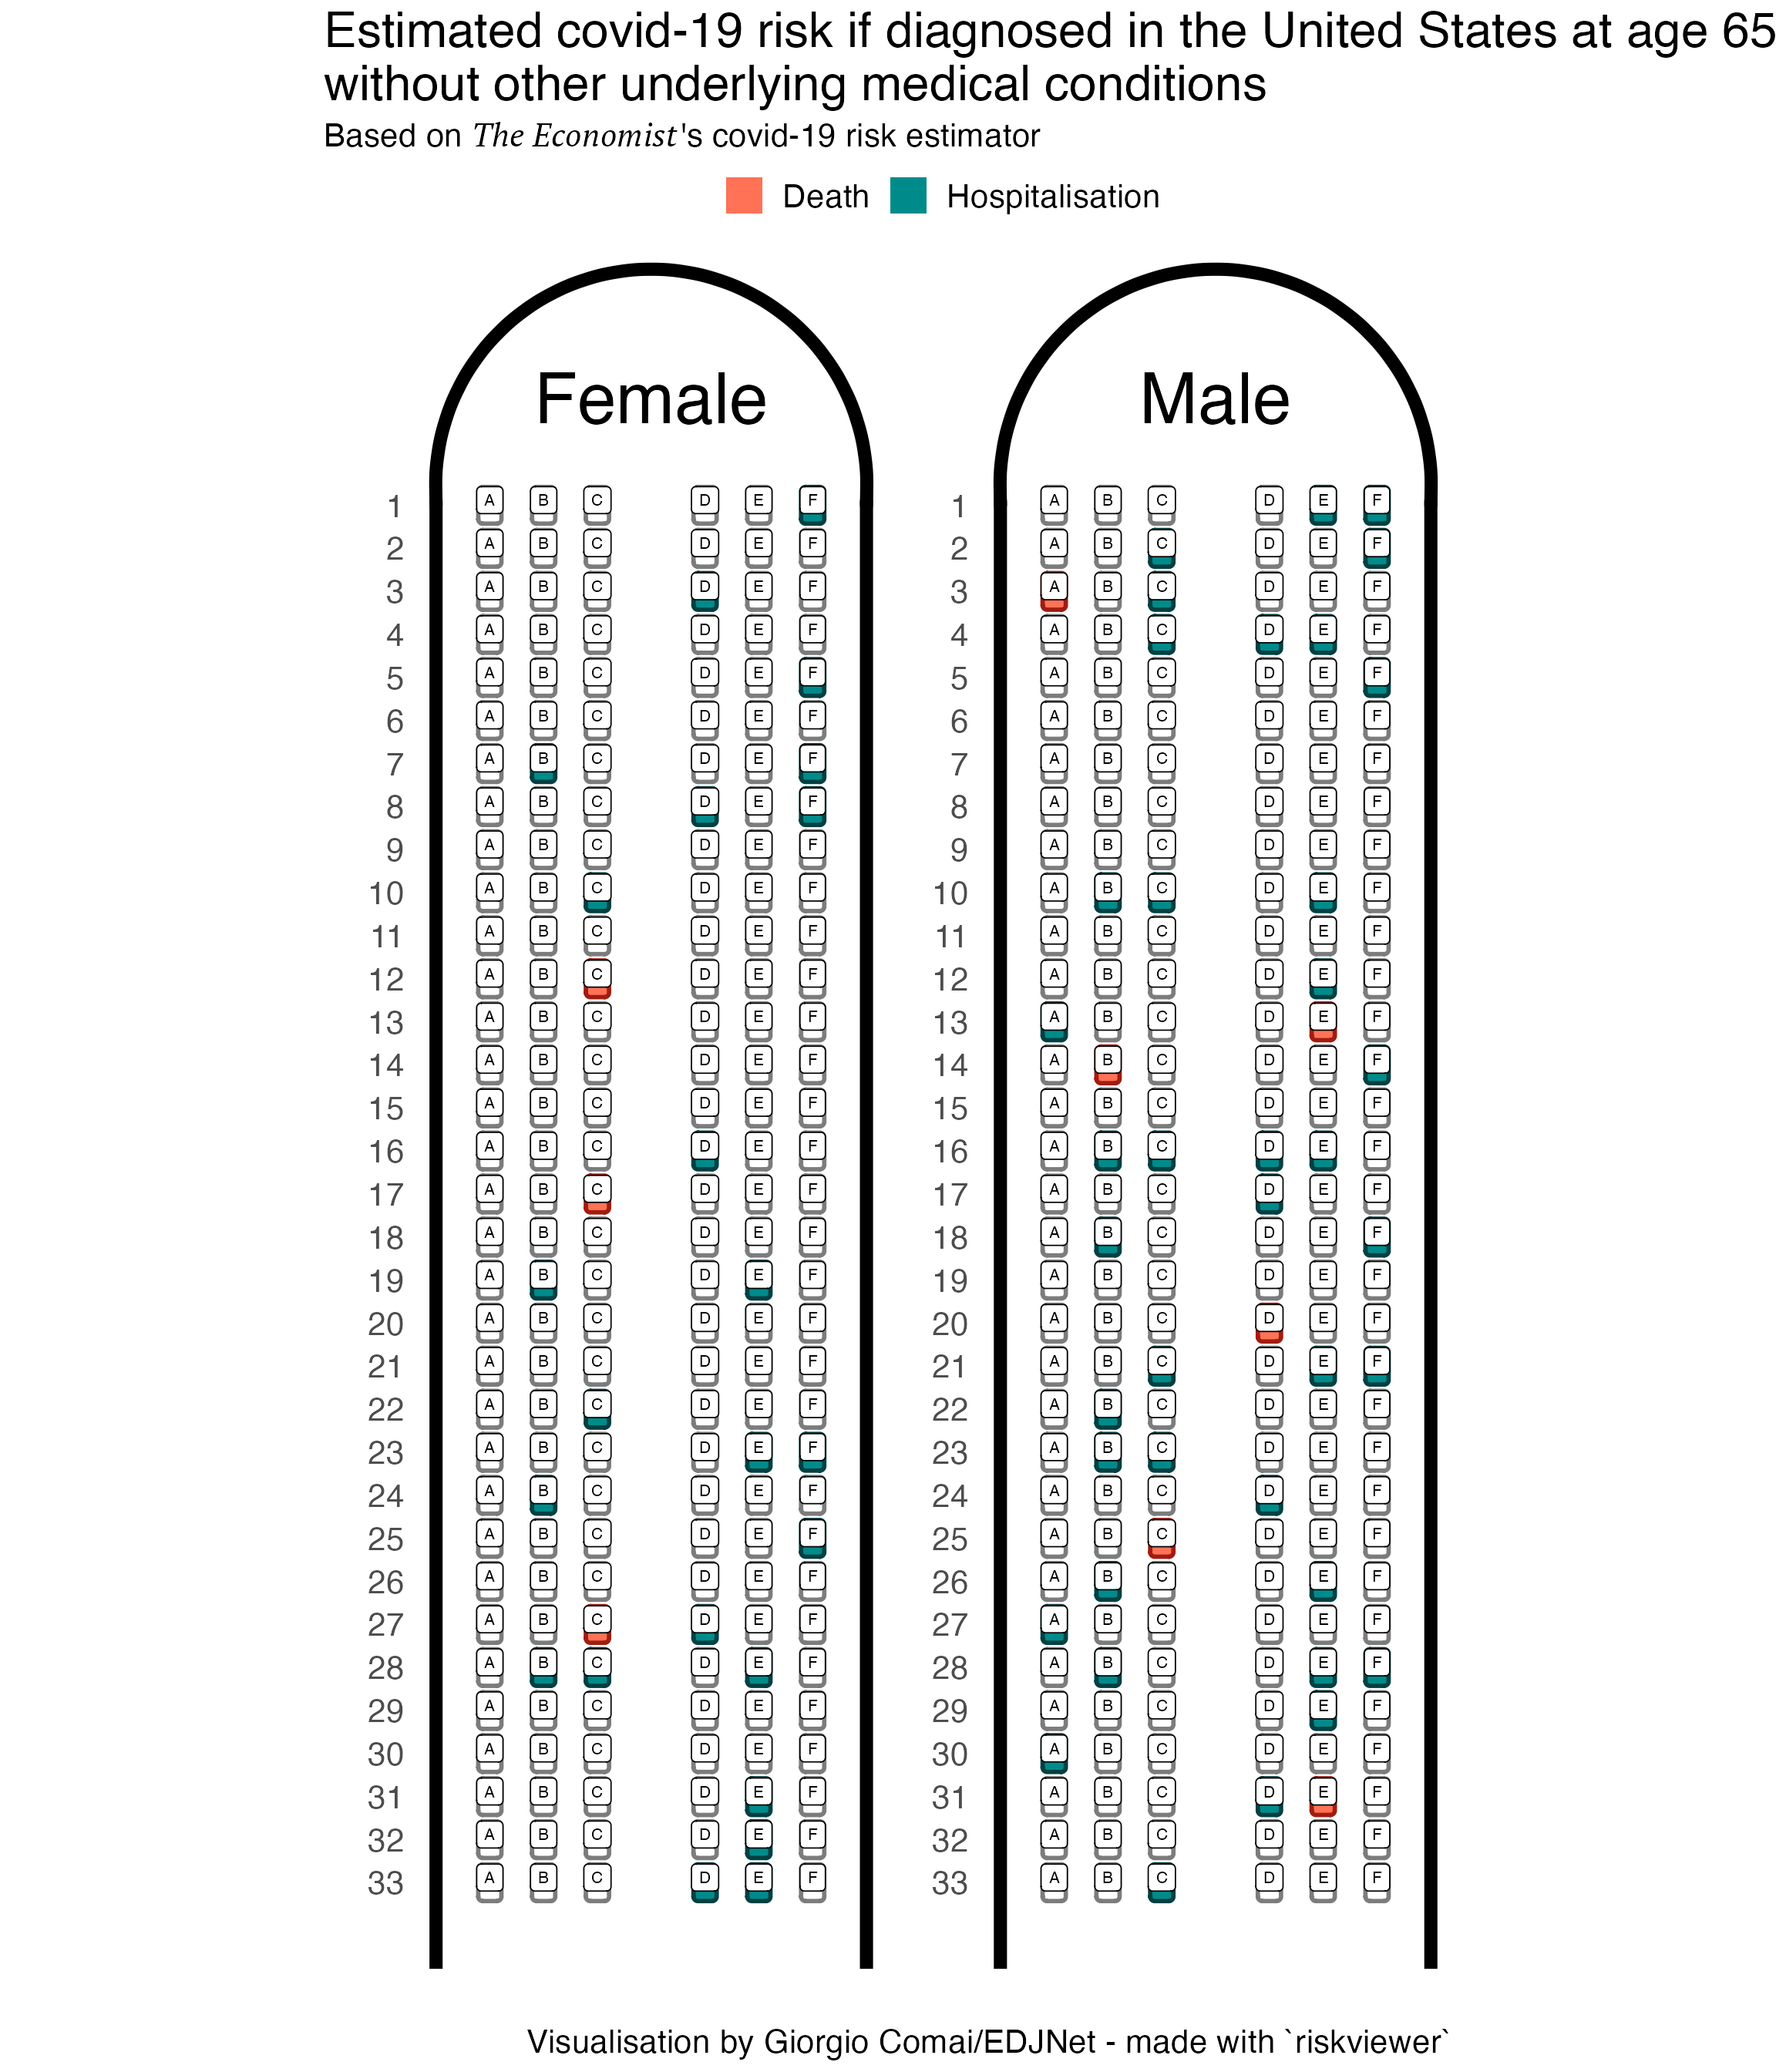 Estimated covid-19 risk if diagnosed in the United States at age 65
without other underlying medical conditions
Based on The Economist's covid-19 risk estimator
Death Hospitalisation
Female Male
1 A B C D E F 1 A B C D E F
2 A B C D E F 2 A B C D E F
3 A B C D E F 3 A B C D E F
4 A B C D E F 4 A B C D E F
5 A B C D E F 5 A B C D E F
6 A B C D E F 6 A B C D E F
7 A B C D E F 7 A B C D E F
8 A B C D E F 8 A B C D E F
9 A B C D E F 9 A B C D E F
10 A B C D E F 10 A B C D E F
11 A B C D E F 11 A B C D E F
12 A B C D E F 12 A B C D E F
13 A B C D E F 13 A B C D E F
14 A B C D E F 14 A B C D E F
15 A B C D E F 15 A B C D E F
16 A B C D E F 16 A B C D E F
17 A B C D E F 17 A B C D E F
18 A B C D E F 18 A B C D E F
19 A B C D E F 19 A B C D E F
20 A B C D E F 20 A B C D E F
21 A B C D E F 21 A B C D E F
22 A B C D E F 22 A B C D E F
23 A B C D E F 23 A B C D E F
24 A B C D E F 24 A B C D E F
25 A B C D E F 25 A B C D E F
26 A B C D E F 26 A B C D E F
27 A B C D E F 27 A B C D E F
28 A B C D E F 28 A B C D E F
29 A B C D E F 29 A B C D E F
30 A B C D E F 30 A B C D E F
31 A B C D E F 31 A B C D E F
32 A B C D E F 32 A B C D E F
33 A B C D E F 33 A B C D E F
Visualisation by Giorgio Comai/EDJNet - made with `riskviewer`